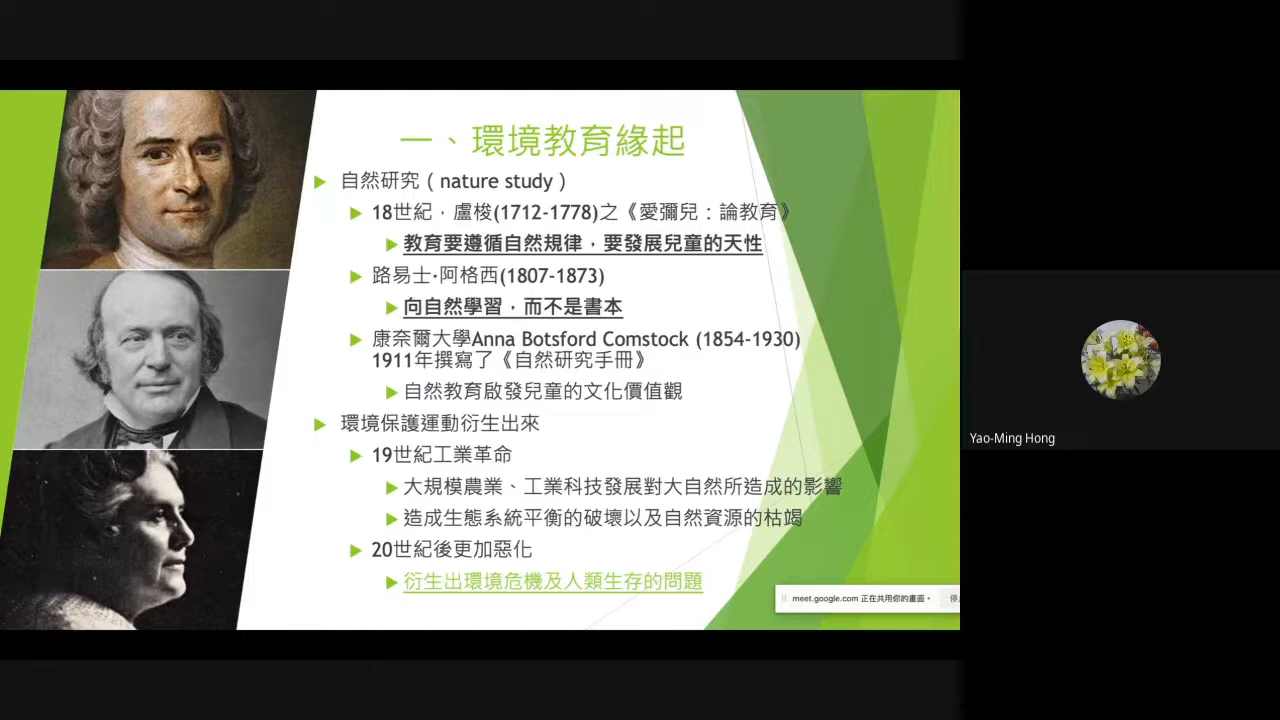 一、環境教育緣起
自然研究（nature study）
18世紀，盧梭(1712-1778)之《愛彌兒：論教育》
教育要遵循自然規律，要發展兒童的天性
路易士·阿格西(1807-1873)
向自然學習，而不是書本
康奈爾大學Anna Botsford Comstock (1854-1930)
1911年撰寫了《自然研究手冊》
自然教育啟發兒童的文化價值觀
環境保護運動衍生出來
19世紀工業革命
大規模農業、工業科技發展對大自然所造成的影響
造成生態系統平衡的破壞以及自然資源的枯竭
20世紀後更加惡化
衍生出環境危機及人類生存的問題
meet.google.com 正在共用你的畫面。
Yao-Ming Hong